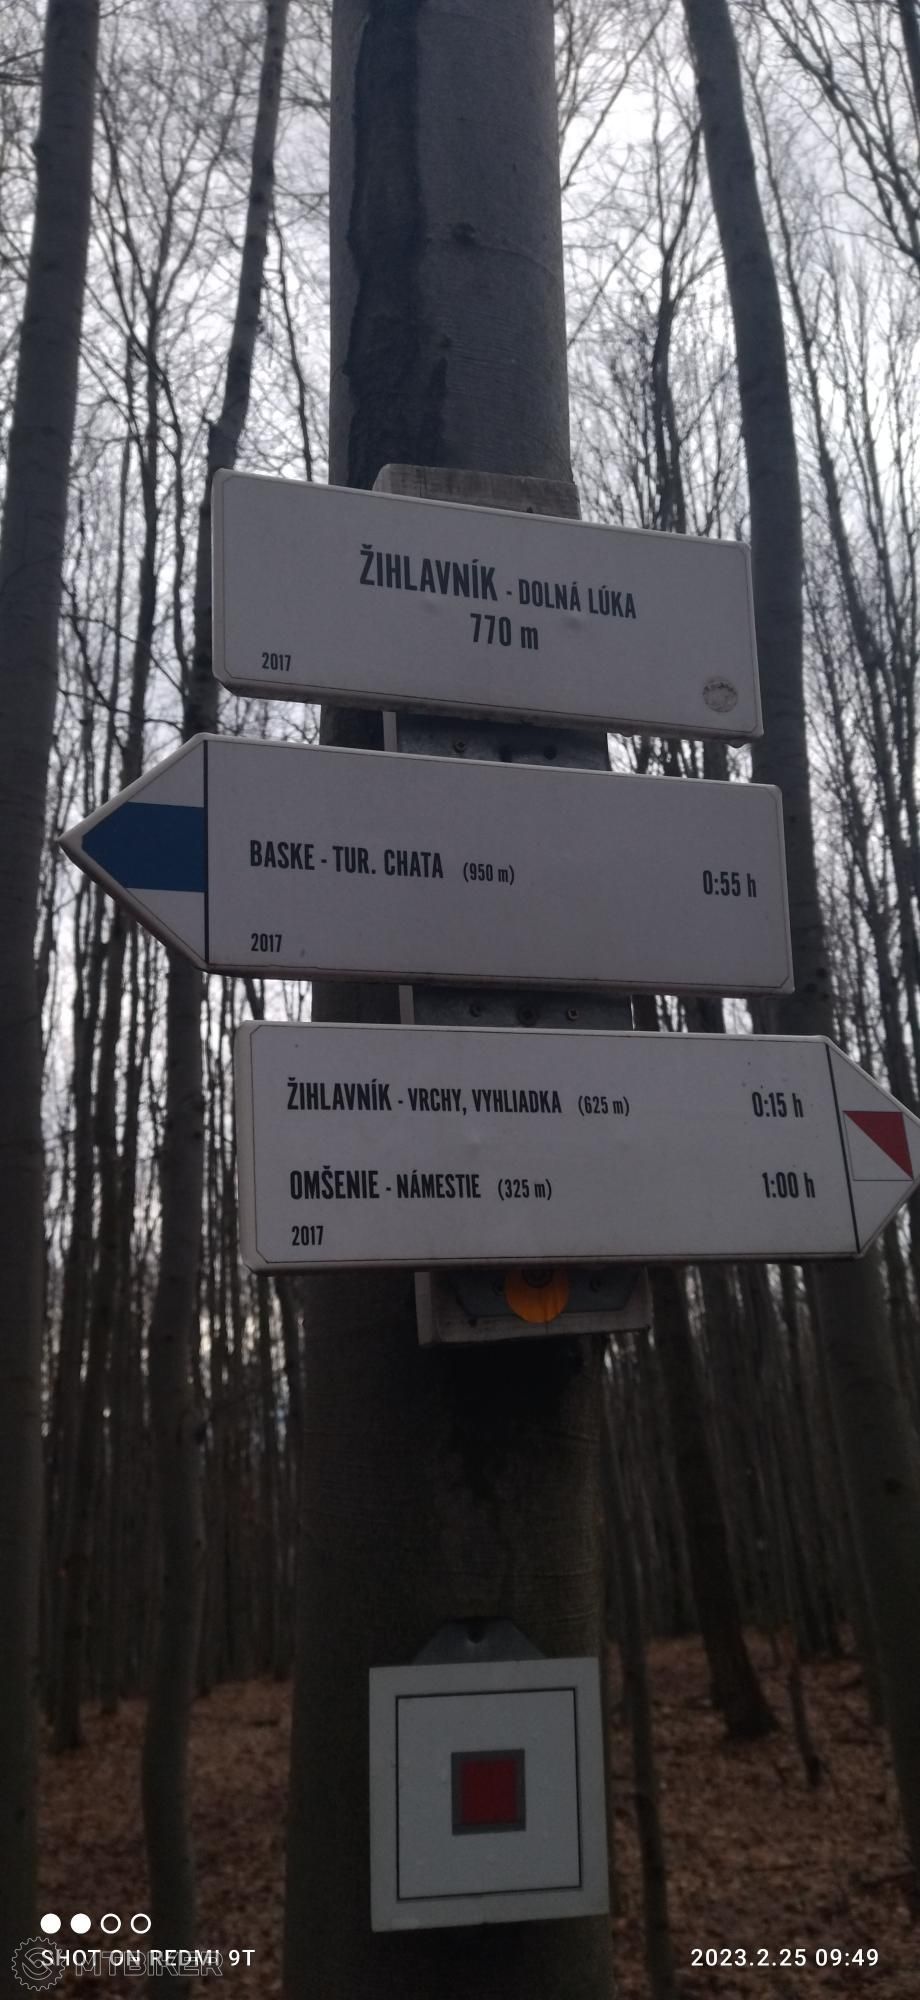 ŽIHLAVNÍK - DOLNÁ LÚKA
770 m
2017
BASKE - TUR. CHATA (950 m) 0:55 h
2017
ŽIHLAVNÍK - VRCHY, VYHLIADKA (625 m) 0:15 h
OMŠENIE - NÁMESTIE (325 m) 1:00 h
2017
SHOT ON REDMI 9T
MTBIKER
2023.2.25 09:49